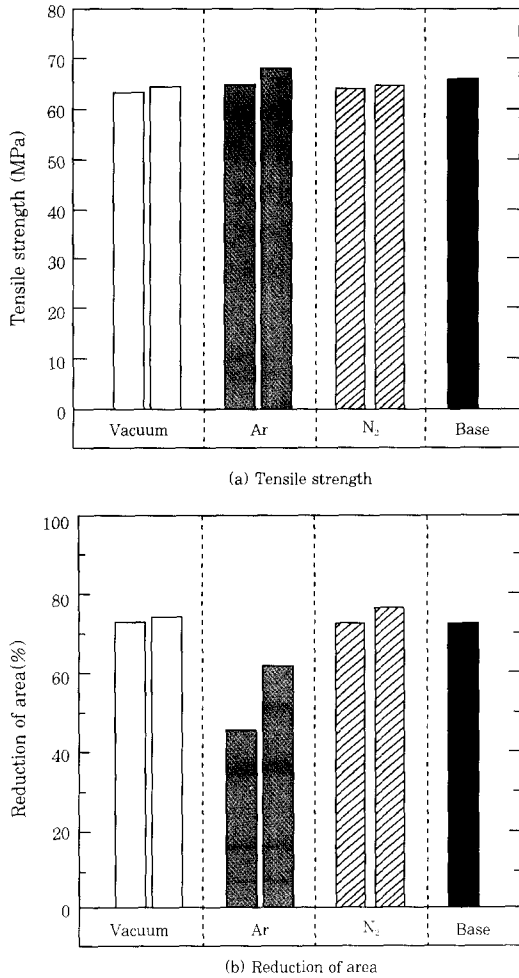 80
70
60
50
40
30
20
10
0
Tensile strength (MPa)
Vacuum Ar N₂ Base
(a) Tensile strength
100
80
60
40
20
0
Reduction of area(%)
Vacuum Ar N₂ Base
(b) Reduction of area